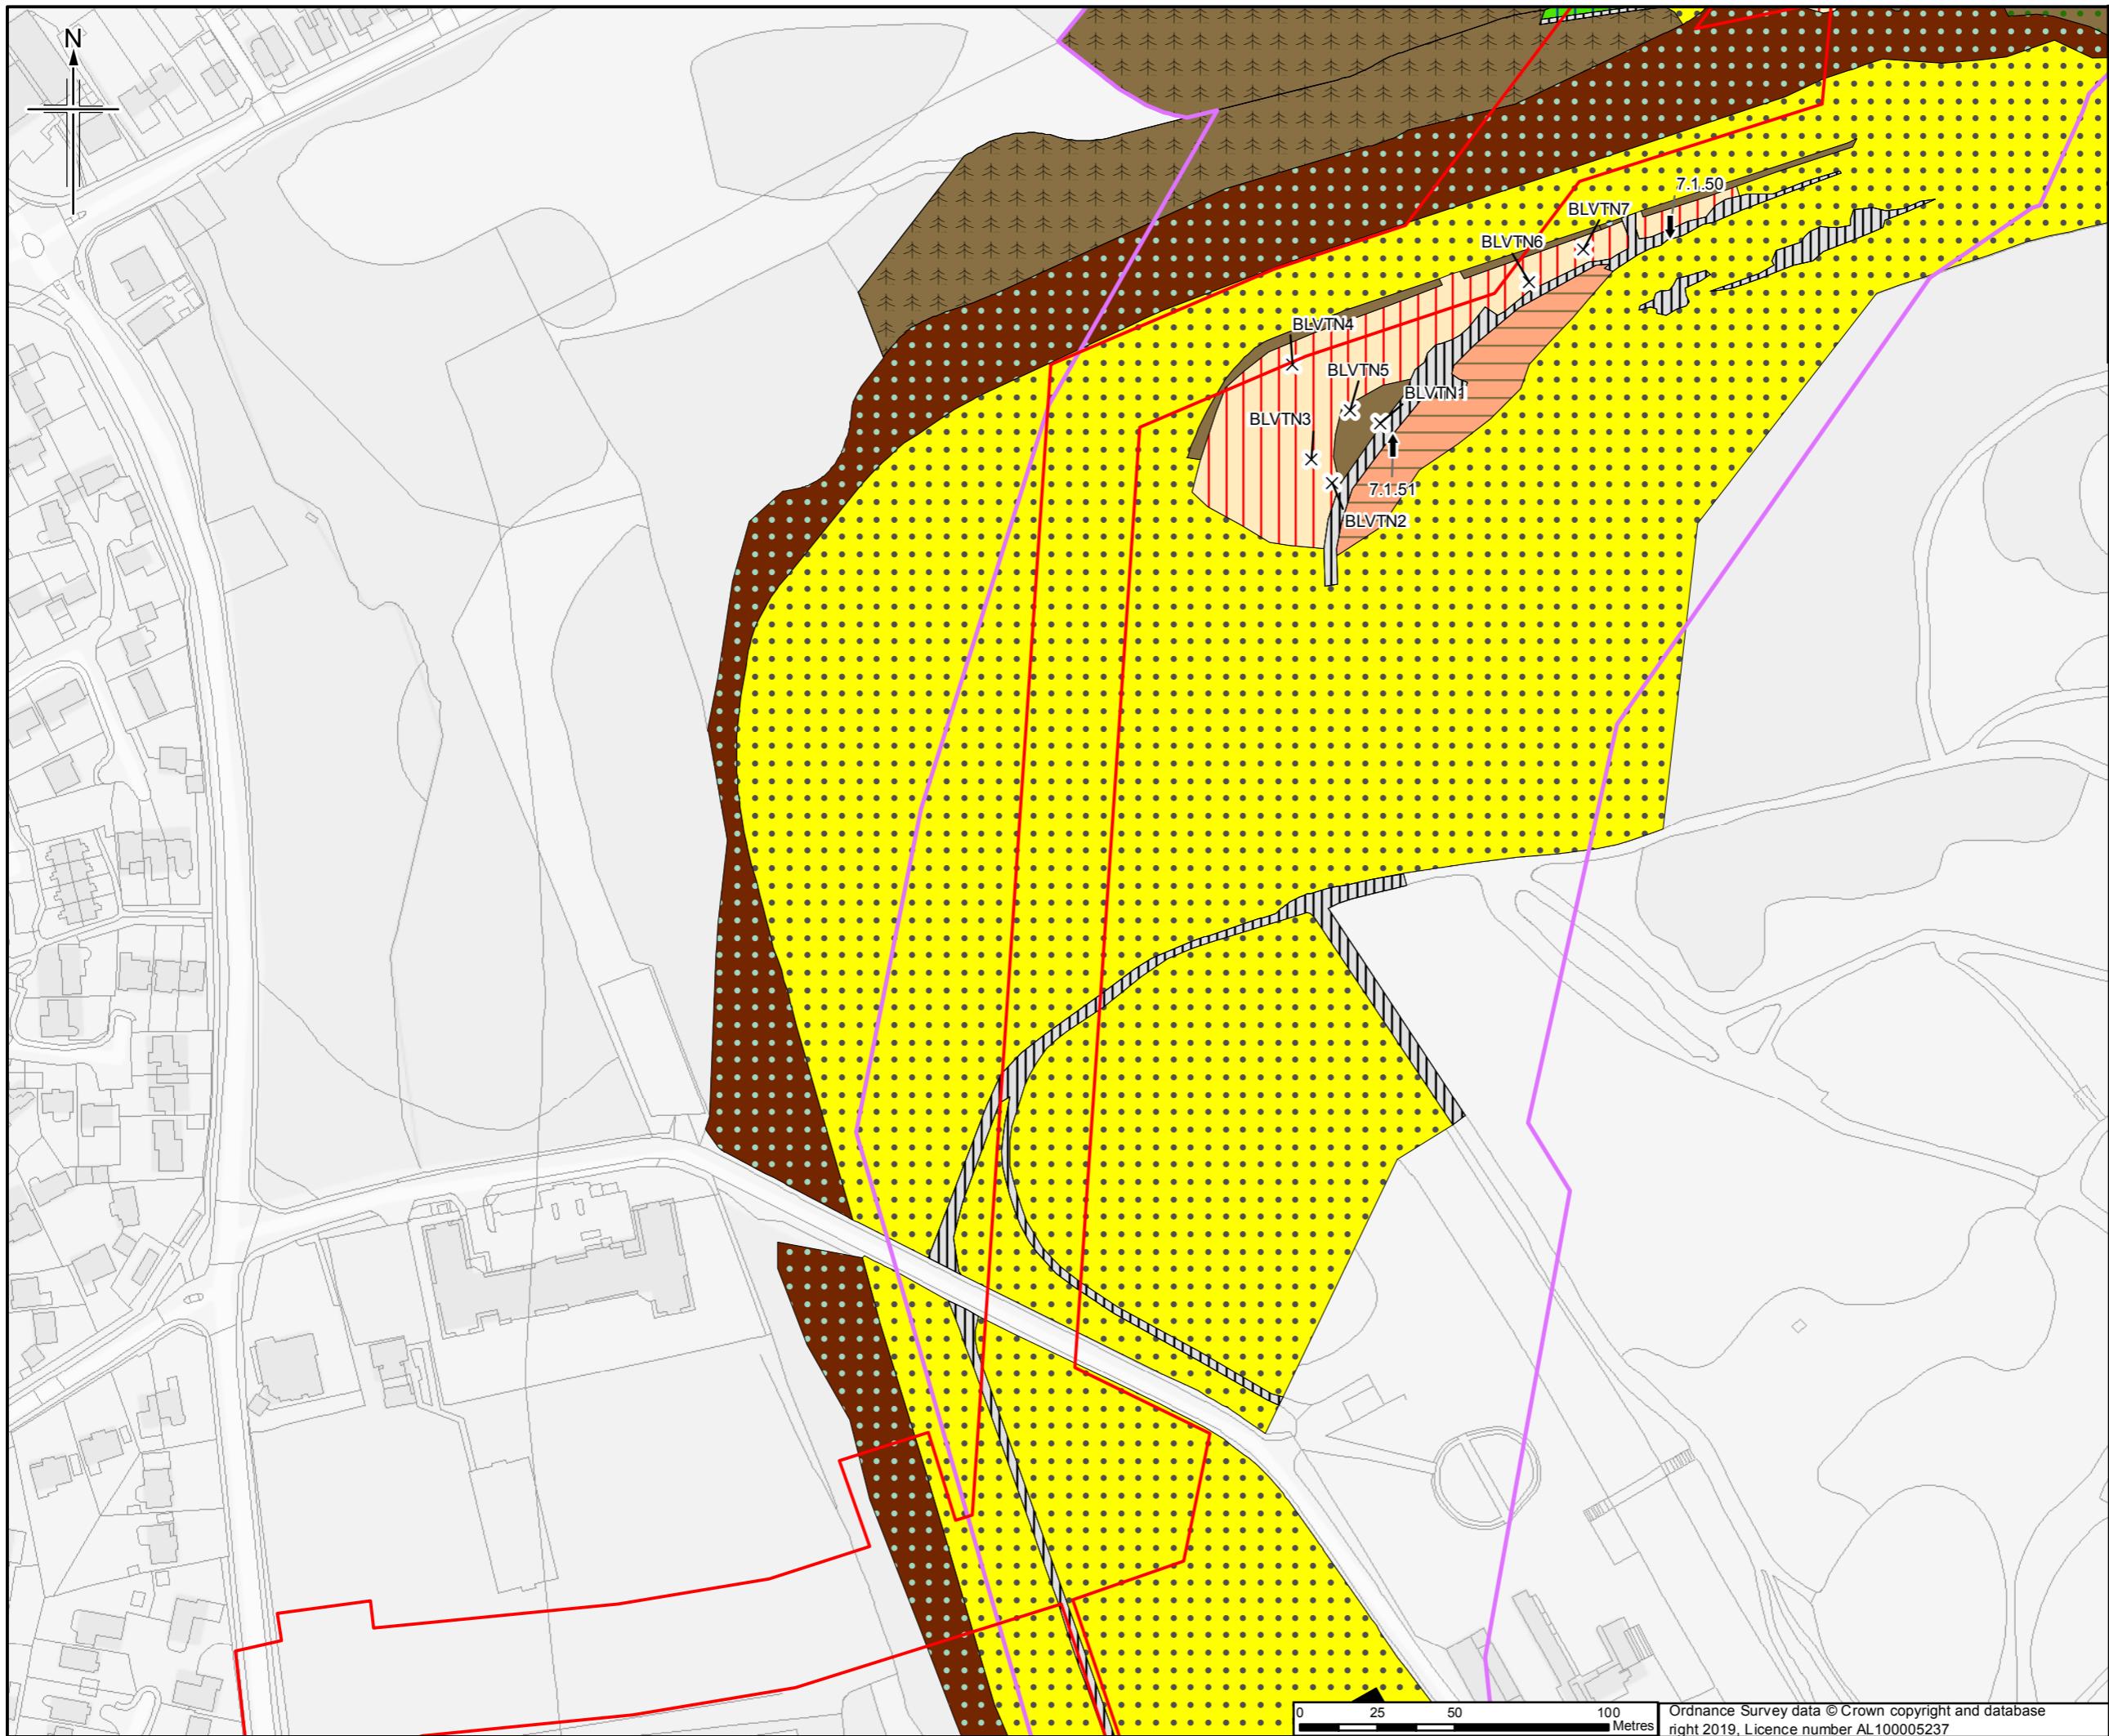 N
7.1.50
BLVTN7
BLVTN6
BLVTN4
BLVTN5
BLVTN1
BLVTN3
7.1.51
BLVTN2
0 25 50 100
Metres
Ordnance Survey data © Crown copyright and database
right 2019, Licence number AL100005237